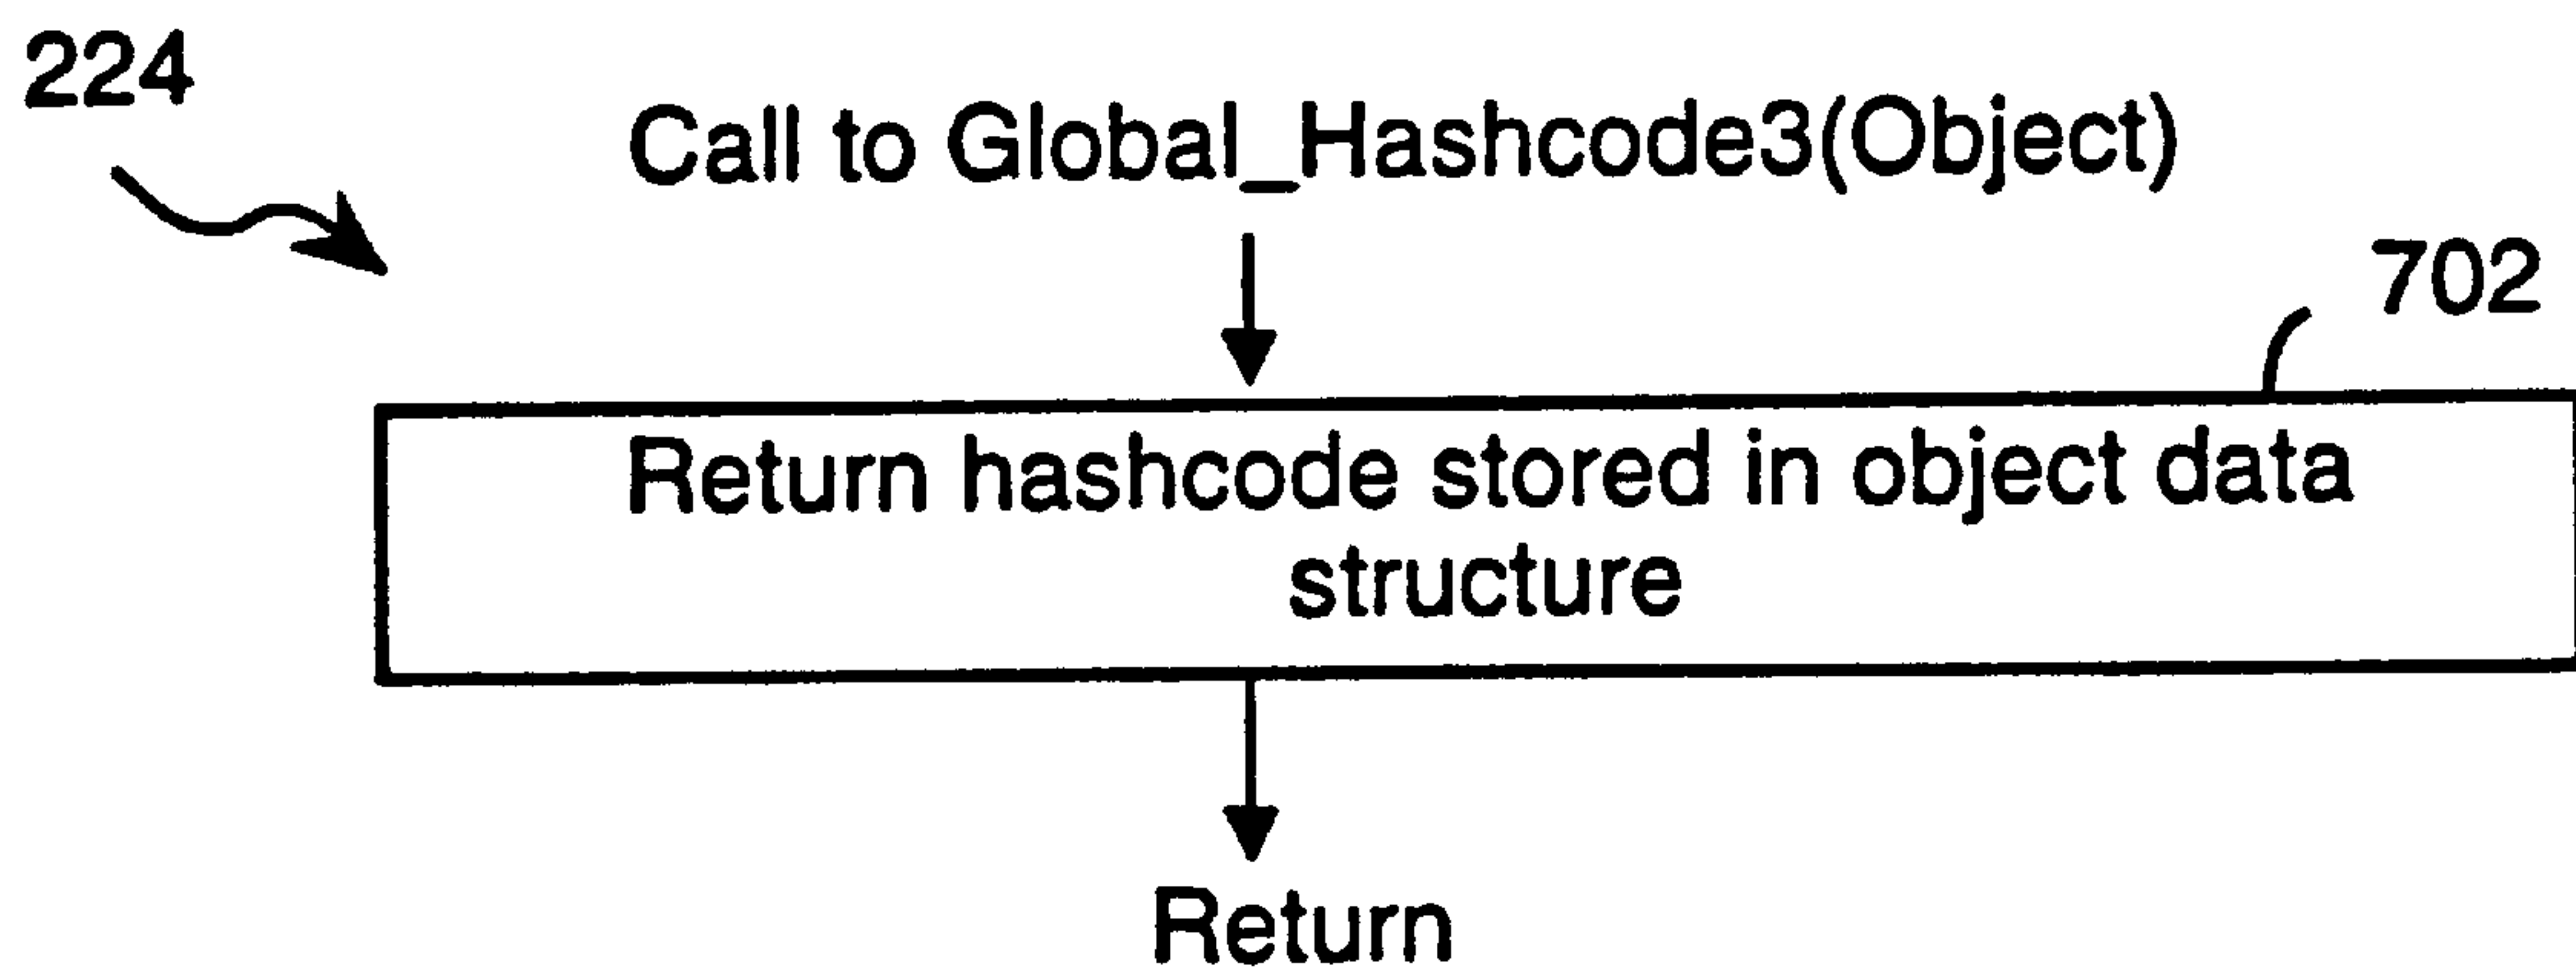 224
Call to Global_Hashcode3(Object)
702
Return hashcode stored in object data
structure
Return